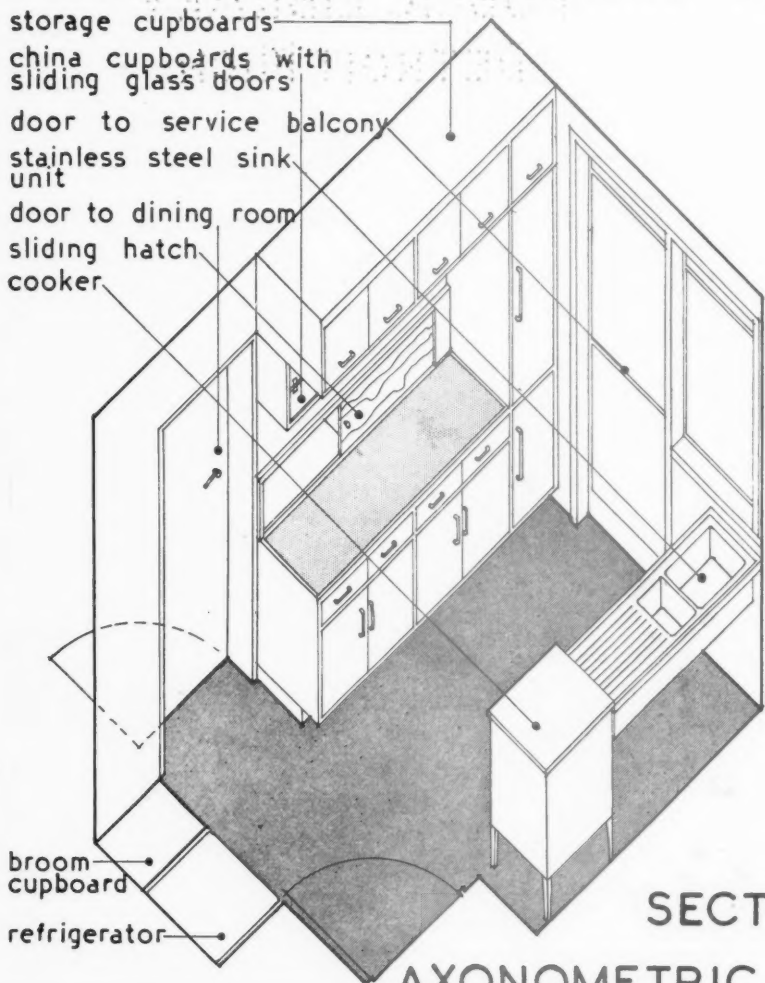 storage cupboards
china cupboards with
sliding glass doors
door to service balcony
stainless steel sink
unit
door to dining room
sliding hatch
cooker
broom
cupboard
refrigerator
SECT
AXONOMETRIC